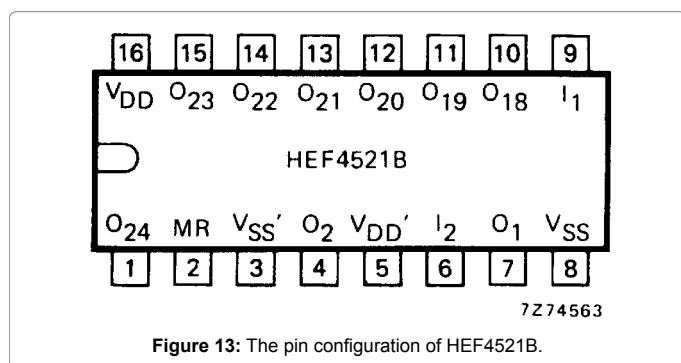 16 15 14 13 12 11 10 9
VDD O23 O22 O21 O20 O19 O18 I1
HEF4521B
O24 MR VSS' O2 VDD' I2 O1 VSS
1 2 3 4 5 6 7 8
7Z74563
Figure 13: The pin configuration of HEF4521B.